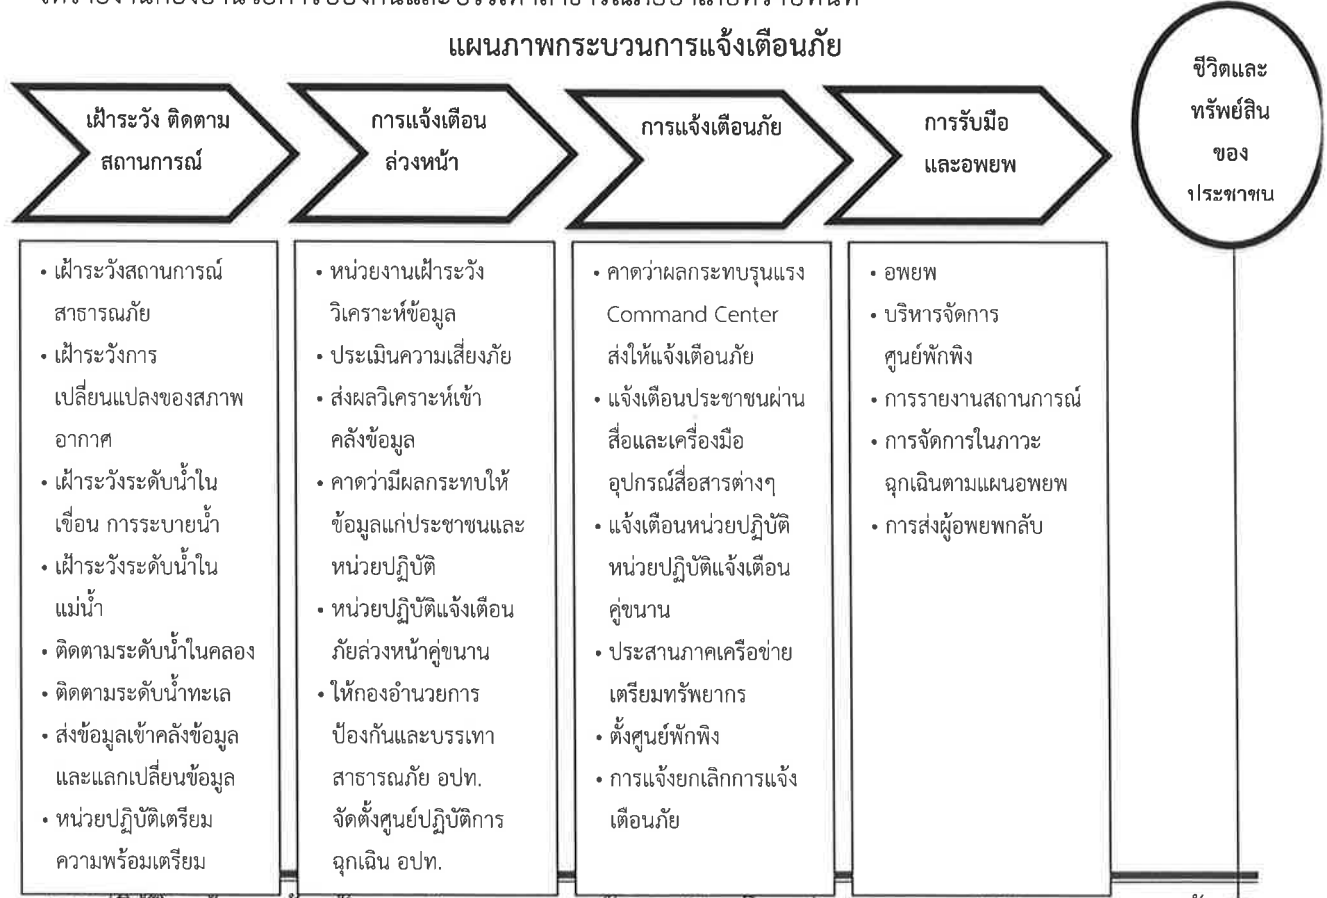 แผนภาพกระบวนการแจ้งเตือนภัย
เฝ้าระวัง ติดตาม
สถานการณ์
การแจ้งเตือน
ล่วงหน้า
การแจ้งเตือนภัย
การรับมือ
และอพยพ
ชีวิตและ
ทรัพย์สิน
ของ
ประชาชน
• เฝ้าระวังสถานการณ์
สาธารณภัย
• เฝ้าระวังการ
เปลี่ยนแปลงของสภาพ
อากาศ
• เฝ้าระวังระดับน้ำใน
เขื่อน การระบายน้ำ
• เฝ้าระวังระดับน้ำใน
แม่น้ำ
• ติดตามระดับน้ำในคลอง
• ติดตามระดับน้ำทะเล
• ส่งข้อมูลเข้าคลังข้อมูล
และแลกเปลี่ยนข้อมูล
• หน่วยปฏิบัติเตรียม
ความพร้อมเตรียม
• หน่วยงานเฝ้าระวัง
วิเคราะห์ข้อมูล
• ประเมินความเสี่ยงภัย
• ส่งผลวิเคราะห์เข้า
คลังข้อมูล
• คาดว่ามีผลกระทบให้
ข้อมูลแก่ประชาชนและ
หน่วยปฏิบัติ
• หน่วยปฏิบัติแจ้งเตือน
ภัยล่วงหน้าคู่ขนาน
• ให้กองอำนวยการ
ป้องกันและบรรเทา
สาธารณภัย อปท.
จัดตั้งศูนย์ปฏิบัติการ
ฉุกเฉิน อปท.
• คาดว่าผลกระทบรุนแรง
Command Center
ส่งให้แจ้งเตือนภัย
• แจ้งเตือนประชาชนผ่าน
สื่อและเครื่องมือ
อุปกรณ์สื่อสารต่างๆ
• แจ้งเตือนหน่วยปฏิบัติ
หน่วยปฏิบัติแจ้งเตือน
คู่ขนาน
• ประสานภาคเครือข่าย
เตรียมทรัพยากร
• ตั้งศูนย์พักพิง
• การแจ้งยกเลิกการแจ้ง
เตือนภัย
• อพยพ
• บริหารจัดการ
ศูนย์พักพิง
• การรายงานสถานการณ์
• การจัดการในภาวะ
ฉุกเฉินตามแผนอพยพ
• การส่งผู้อพยพกลับ